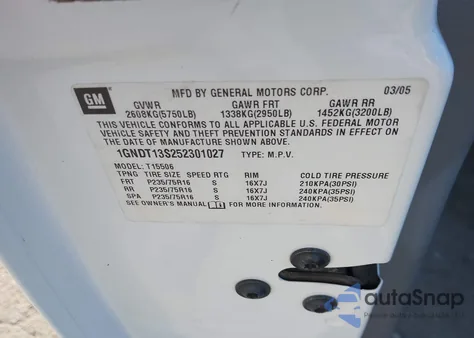 GM
MFD BY GENERAL MOTORS CORP. 03/05
GVWR GAWR FRT GAWR RR
2608KG(5750LB) 1338KG(2950LB) 1452KG(3200LB)
THIS VEHICLE CONFORMS TO ALL APPLICABLE U.S. FEDERAL MOTOR
VEHICLE SAFETY AND THEFT PREVENTION STANDARDS IN EFFECT ON
THE DATE OF MANUFACTURE SHOWN ABOVE.
1GNDT13S252301027 TYPE: M.P.V.
MODEL: T15506
TPNG TIRE SIZE SPEED RTG RIM COLD TIRE PRESSURE
FRT P235/75R16 S 16X7J 210KPA(30PSI)
RR P235/75R16 S 16X7J 240KPA(35PSI)
SPA P235/75R16 S 16X7J 240KPA(35PSI)
SEE OWNER'S MANUAL FOR MORE INFORMATION.
autoSnap